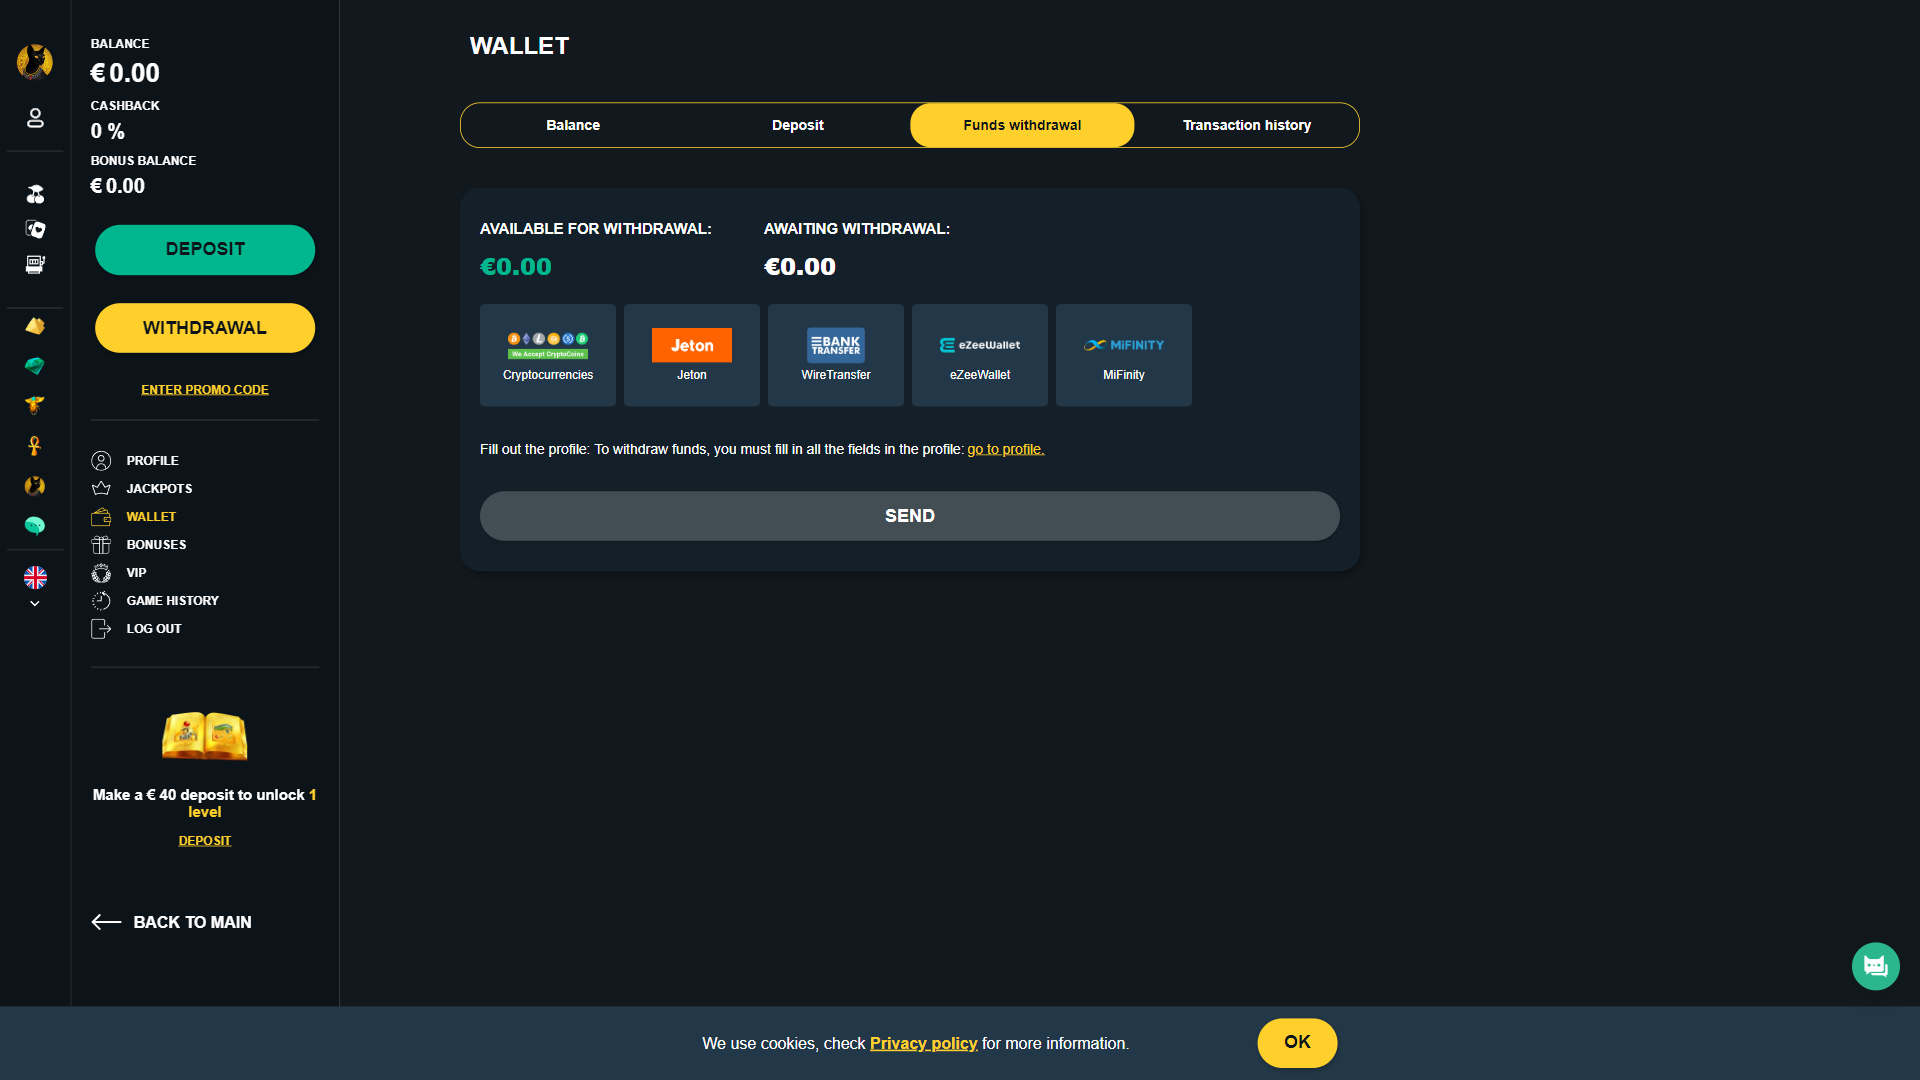 BALANCE
€ 0.00
CASHBACK
0 %
BONUS BALANCE
€ 0.00
DEPOSIT
WITHDRAWAL
ENTER PROMO CODE
PROFILE
JACKPOTS
WALLET
BONUSES
VIP
GAME HISTORY
LOG OUT
Make a € 40 deposit to unlock 1
level
DEPOSIT
BACK TO MAIN
WALLET
Balance
Deposit
Funds withdrawal
Transaction history
AVAILABLE FOR WITHDRAWAL:
€0.00
AWAITING WITHDRAWAL:
€0.00
We Accept CryptoCoins
Cryptocurrencies
Jeton
Jeton
BANK
TRANSFER
WireTransfer
eZeeWallet
eZeeWallet
MiFINITY
MiFinity
Fill out the profile: To withdraw funds, you must fill in all the fields in the profile: go to profile.
SEND
We use cookies, check Privacy policy for more information.
OK